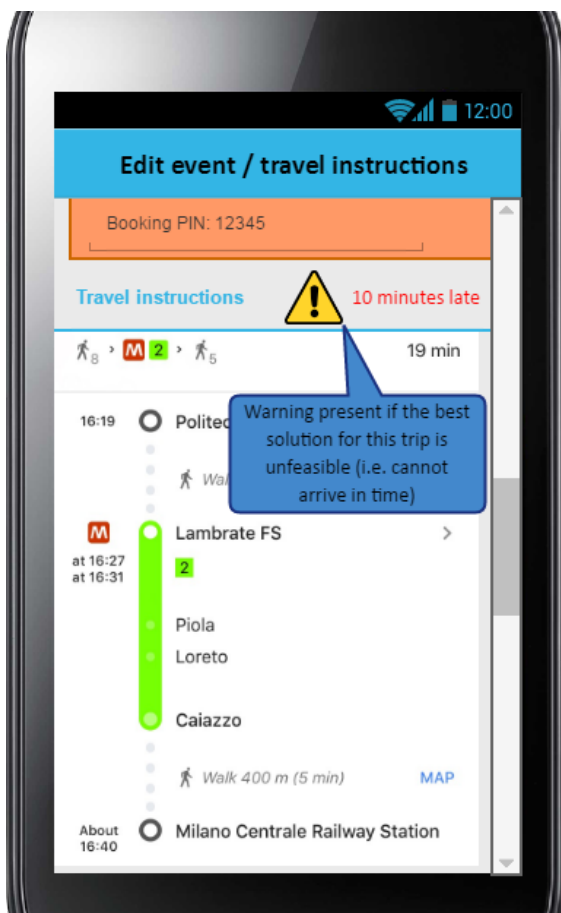 12:00
Edit event / travel instructions
Booking PIN: 12345
Travel instructions
10 minutes late
8 > M 2 > 5
19 min
Warning present if the best
solution for this trip is
unfeasible (i.e. cannot
arrive in time)
16:19
M
Lambrate FS >
at 16:27
at 16:31
2
Piola
Loreto
Caiazzo
Walk 400 m (5 min)
MAP
About
16:40
Milano Centrale Railway Station